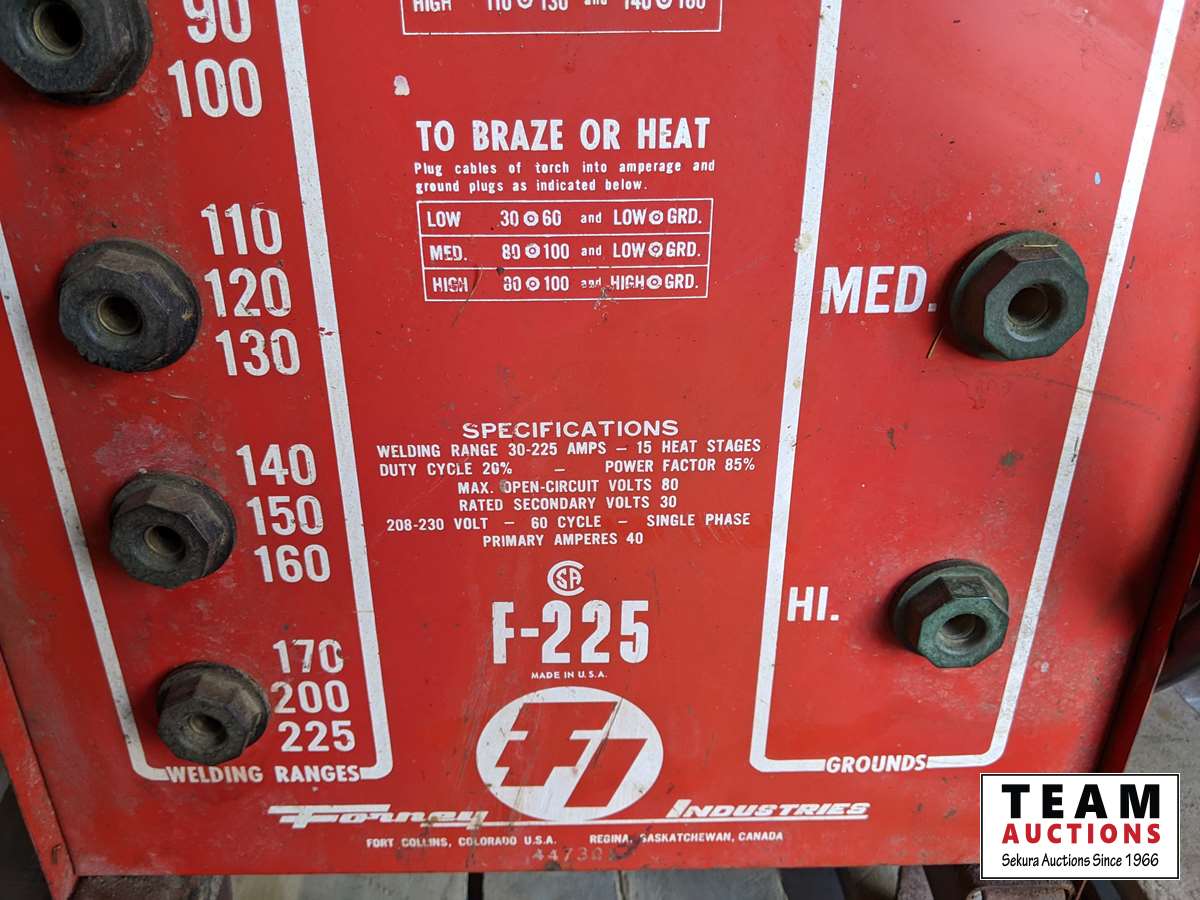 90
100
HIGH 110 130 and 140 160
TO BRAZE OR HEAT
Plug cables of torch into amperage and
ground plugs as indicated below.
LOW 30 60 and LOW GRD.
MED. 80 100 and LOW GRD.
HIGH 80 100 and HIGH GRD.
110
120
130
140
150
160
170
200
225
WELDING RANGES
SPECIFICATIONS
WELDING RANGE 30-225 AMPS – 15 HEAT STAGES
DUTY CYCLE 20% – POWER FACTOR 85%
MAX. OPEN-CIRCUIT VOLTS 80
RATED SECONDARY VOLTS 30
208-230 VOLT – 60 CYCLE – SINGLE PHASE
PRIMARY AMPERES 40
CSA
F-225
MADE IN U.S.A.
FI
Forney INDUSTRIES
FORT COLLINS, COLORADO U.S.A. REGINA, SASKATCHEWAN, CANADA
MED.
HI.
GROUNDS
TEAM
AUCTIONS
Sekura Auctions Since 1966